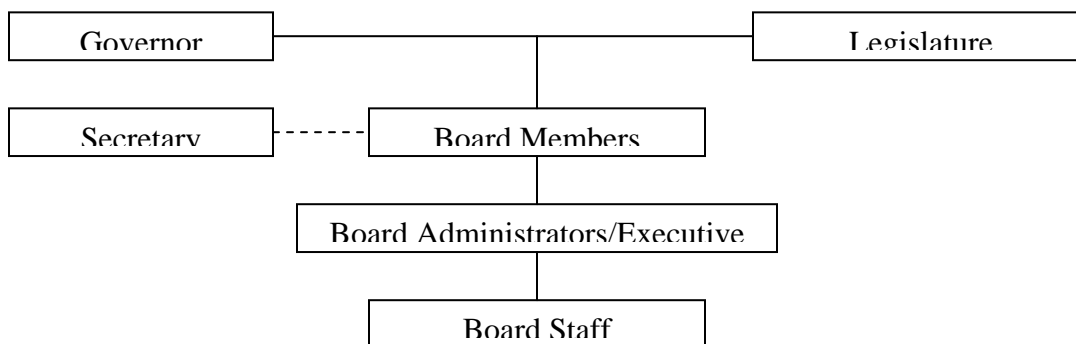 Governor
Legislature
Secretary
Board Members
Board Administrators/Executive
Board Staff